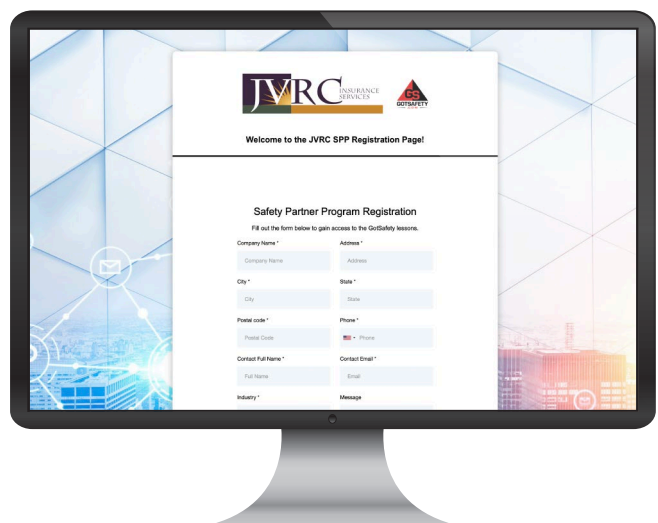 JVRC INSURANCE
SERVICES
GS
GOTSAFETY
.COM
Welcome to the JVRC SPP Registration Page!
Safety Partner Program Registration
Fill out the form below to gain access to the GotSafety lessons.
Company Name * Address *
Company Name Address
City * State *
City State
Postal code * Phone *
Postal Code Phone
Contact Full Name * Contact Email *
Full Name Email
Industry * Message